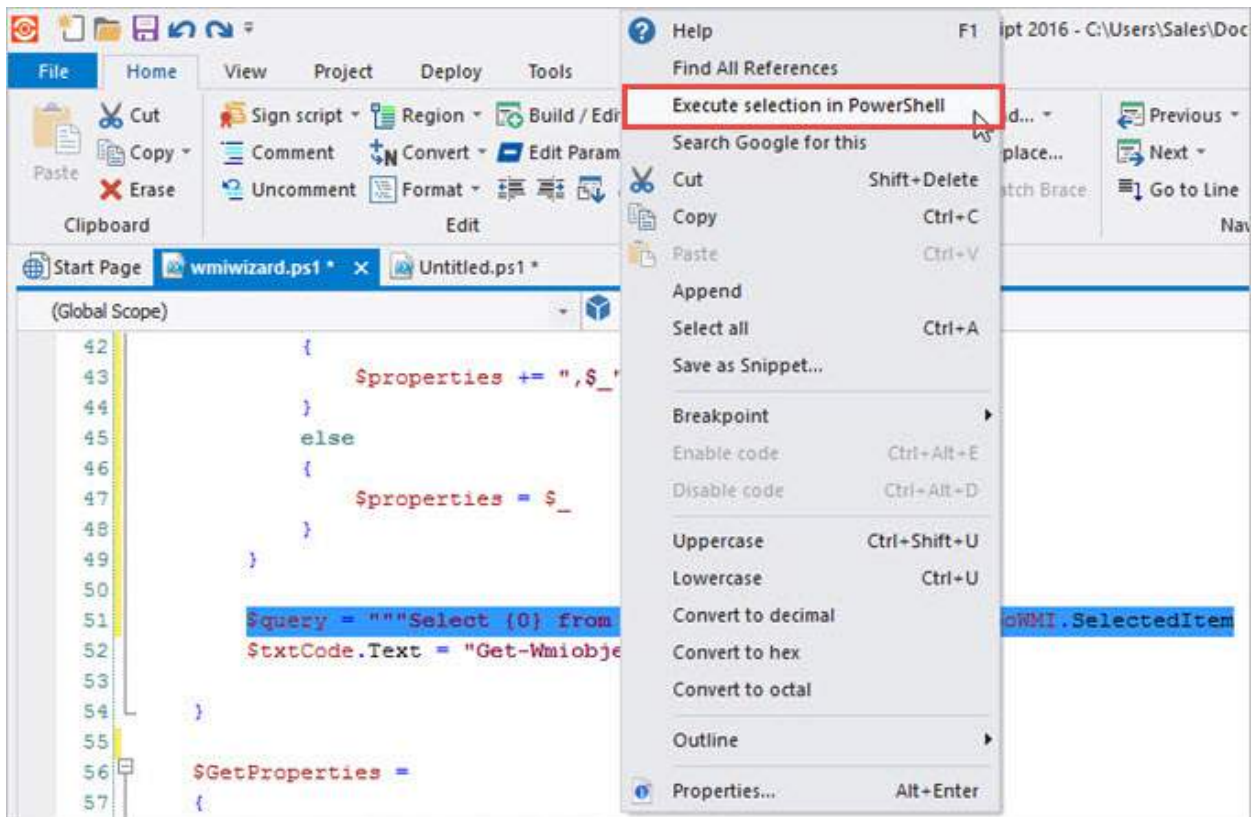 ipt 2016 - C:\Users\Sales\Doc
File Home View Project Deploy Tools
Paste
Cut
Copy
Erase
Clipboard
Sign script Region Build / Edi
Comment Convert Edit Param
Uncomment Format
Edit
d...
place...
atch Brace
Previous
Next
Go to Line
Nav
Start Page wmiwizard.ps1 * x Untitled.ps1 *
(Global Scope)
42 {
43 $properties += ",$_"
44 }
45 else
46 {
47 $properties = $_
48 }
49 }
50
51 $query = """Select {0} from oWMI.SelectedItem
52 $txtCode.Text = "Get-Wmiobje
53
54 }
55
56 $GetProperties =
57 {
Help F1
Find All References
Execute selection in PowerShell
Search Google for this
Cut Shift+Delete
Copy Ctrl+C
Paste Ctrl+V
Append
Select all Ctrl+A
Save as Snippet...
Breakpoint
Enable code Ctrl+Alt+E
Disable code Ctrl+Alt+D
Uppercase Ctrl+Shift+U
Lowercase Ctrl+U
Convert to decimal
Convert to hex
Convert to octal
Outline
Properties... Alt+Enter